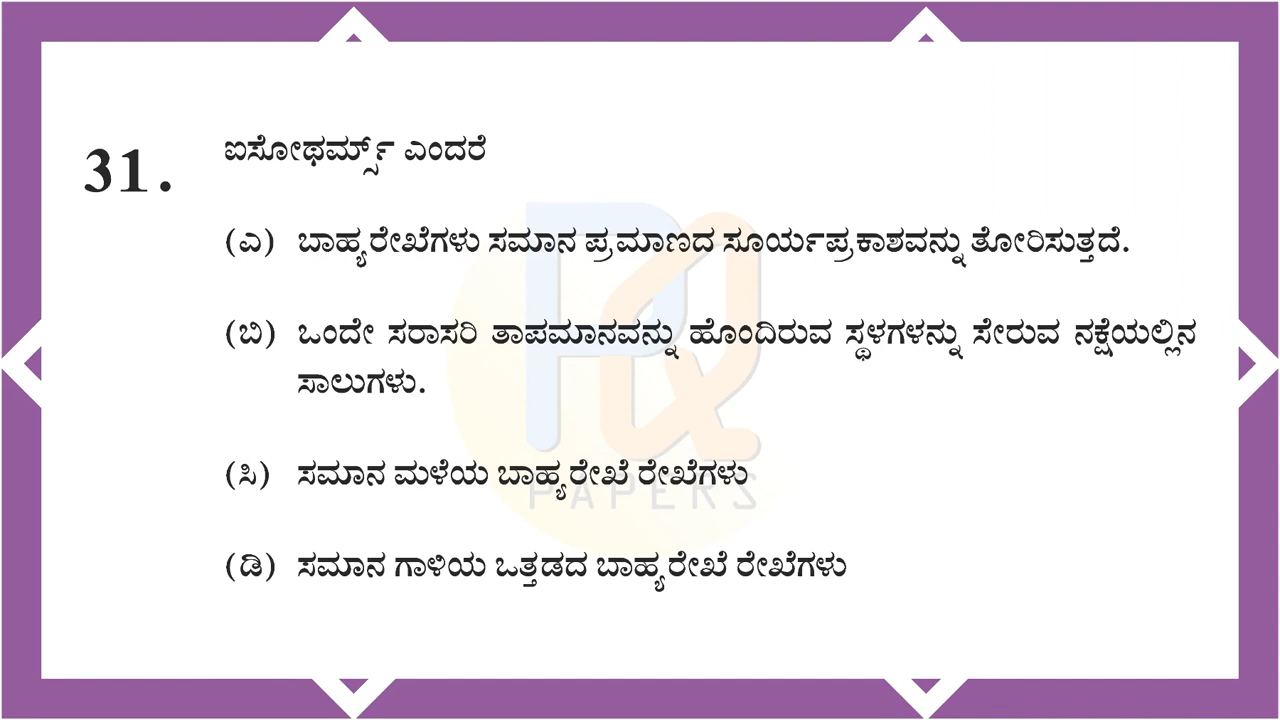 31. ಐಸೋಥರ್ಮ್ಸ್ ಎಂದರೆ
(ಎ) ಬಾಹ್ಯರೇಖೆಗಳು ಸಮಾನ ಪ್ರಮಾಣದ ಸೂರ್ಯಪ್ರಕಾಶವನ್ನು ತೋರಿಸುತ್ತದೆ.
(ಬಿ) ಒಂದೇ ಸರಾಸರಿ ತಾಪಮಾನವನ್ನು ಹೊಂದಿರುವ ಸ್ಥಳಗಳನ್ನು ಸೇರುವ ನಕ್ಷೆಯಲ್ಲಿನ
ಸಾಲುಗಳು.
(ಸಿ) ಸಮಾನ ಮಳೆಯ ಬಾಹ್ಯರೇಖೆ ರೇಖೆಗಳು
PAPERS
(ಡಿ) ಸಮಾನ ಗಾಳಿಯ ಒತ್ತಡದ ಬಾಹ್ಯರೇಖೆ ರೇಖೆಗಳು